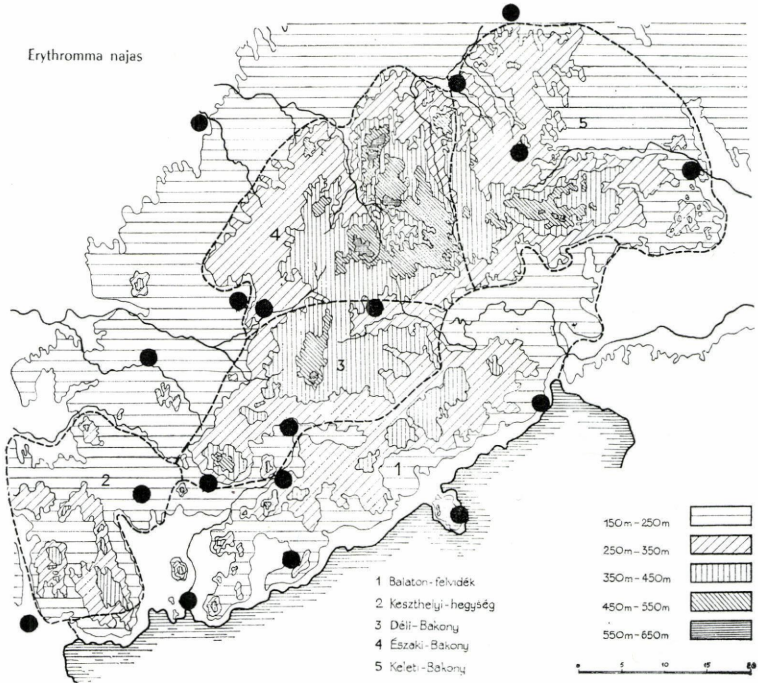 Erythromma najas
5
4
3
2
1
1 Balaton-felvidék
2 Keszthelyi-hegység
3 Déli-Bakony
4 Északi-Bakony
5 Keleti-Bakony
150m-250m
250m-350m
350m-450m
450m-550m
550m-650m
0 5 10 15 20